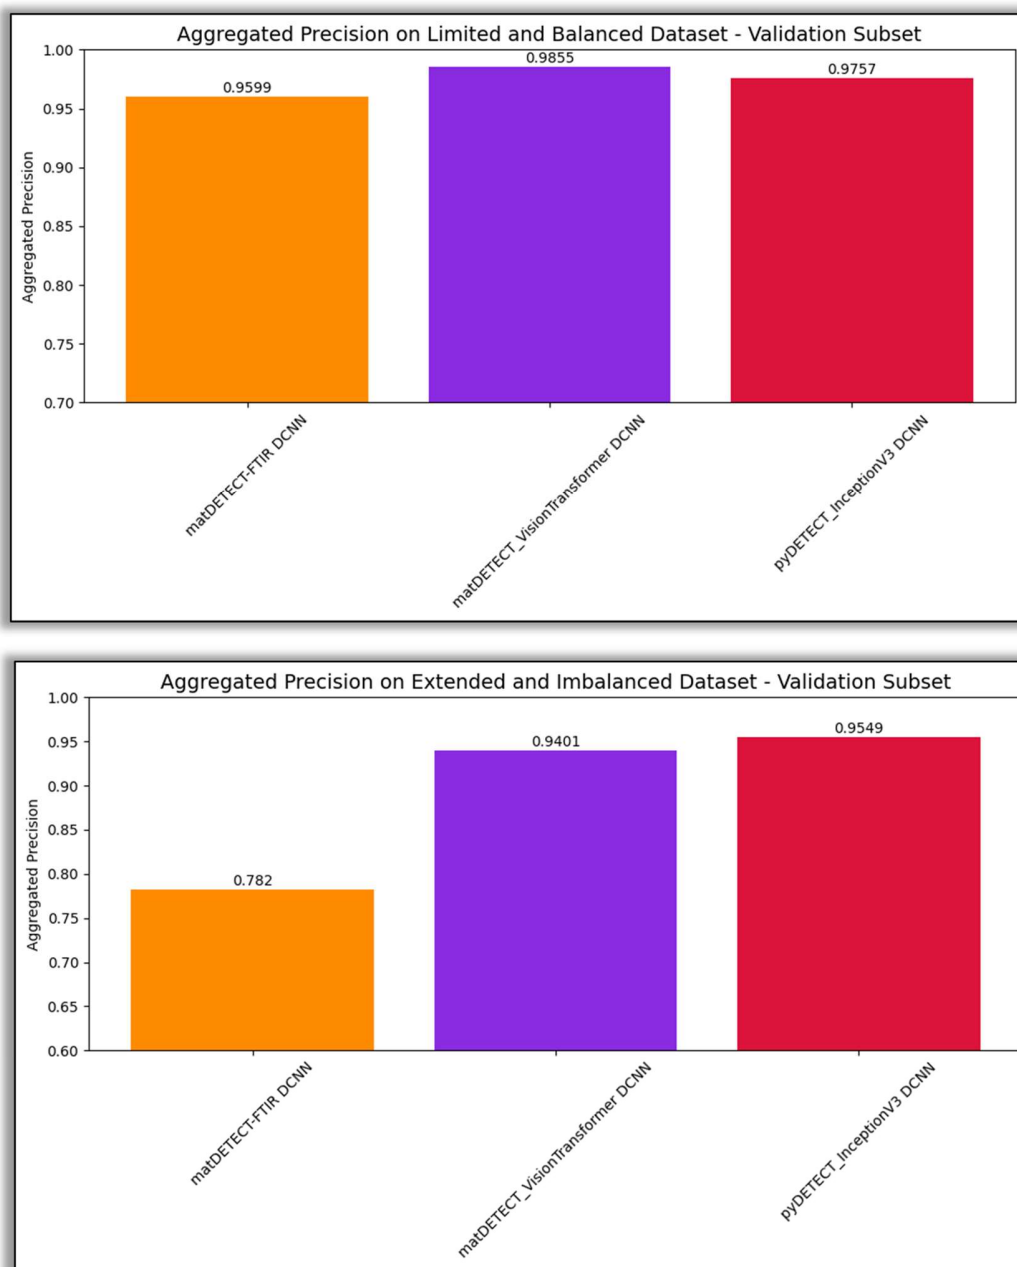 Aggregated Precision on Limited and Balanced Dataset - Validation Subset
1.00
0.95
0.90
0.85
0.80
0.75
0.70
Aggregated Precision
0.9599
0.9855
0.9757
matDETECT-FTIR DCNN
matDETECT_VisionTransformer DCNN
pyDETECT_InceptionV3 DCNN
Aggregated Precision on Extended and Imbalanced Dataset - Validation Subset
1.00
0.95
0.90
0.85
0.80
0.75
0.70
0.65
0.60
Aggregated Precision
0.782
0.9401
0.9549
matDETECT-FTIR DCNN
matDETECT_VisionTransformer DCNN
pyDETECT_InceptionV3 DCNN